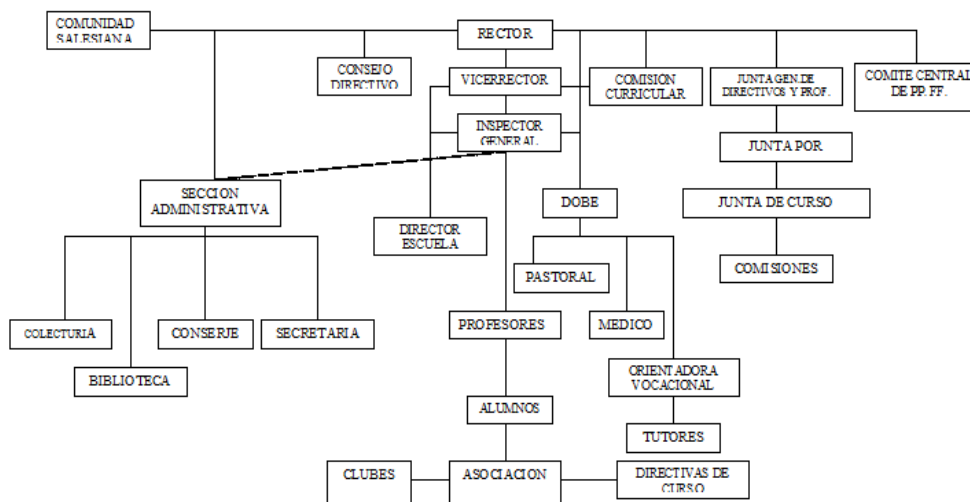 COMUNIDAD
SALESIANA
RECTOR
CONSEJO
DIRECTIVO
VICERRECTOR
COMISION
CURRICULAR
JUNTA GEN. DE
DIRECTIVOS Y PROF.
COMITE CENTRAL
DE PP. FF.
INSPECTOR
GENERAL
JUNTA POR
SECCION
ADMINISTRATIVA
DOBE
JUNTA DE CURSO
DIRECTOR
ESCUELA
PASTORAL
COMISIONES
COLECTURIA
CONSERJE
SECRETARIA
PROFESORES
MEDICO
BIBLIOTECA
ORIENTADORA
VOCACIONAL
ALUMNOS
TUTORES
CLUBES
ASOCIACION
DIRECTIVAS DE
CURSO